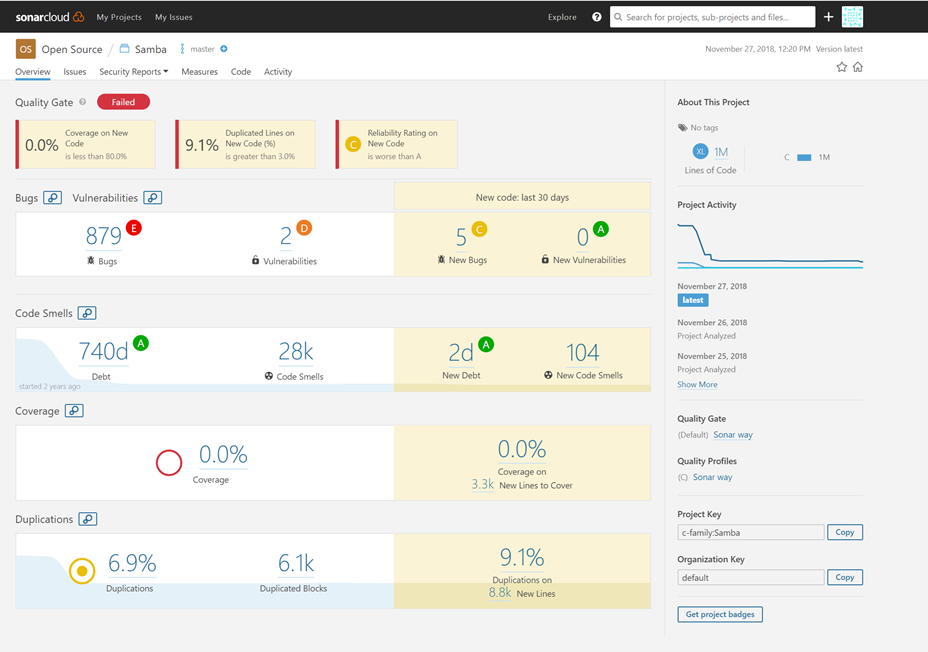 sonarcloud My Projects My Issues Explore ? Search for projects, sub-projects and files... +
OS Open Source / Samba master +
November 27, 2018, 12:20 PM Version latest
Overview Issues Security Reports Measures Code Activity
Quality Gate ? Failed
0.0% Coverage on New Code is less than 80.0%
9.1% Duplicated Lines on New Code (%) is greater than 3.0%
C Reliability Rating on New Code is worse than A
Bugs Vulnerabilities
New code: last 30 days
879 E
Bugs
2 D
Vulnerabilities
5 C
New Bugs
0 A
New Vulnerabilities
Code Smells
740d A
Debt
28k
Code Smells
started 2 years ago
2d A
New Debt
104
New Code Smells
Coverage
0.0%
Coverage
0.0%
Coverage on
3.3k New Lines to Cover
Duplications
6.9%
Duplications
6.1k
Duplicated Blocks
9.1%
Duplications on
8.8k New Lines
About This Project
No tags
XL 1M
Lines of Code
C 1M
Project Activity
November 27, 2018
latest
November 26, 2018
Project Analyzed
November 25, 2018
Project Analyzed
Show More
Quality Gate
(Default) Sonar way
Quality Profiles
(C) Sonar way
Project Key
c-family:Samba Copy
Organization Key
default Copy
Get project badges